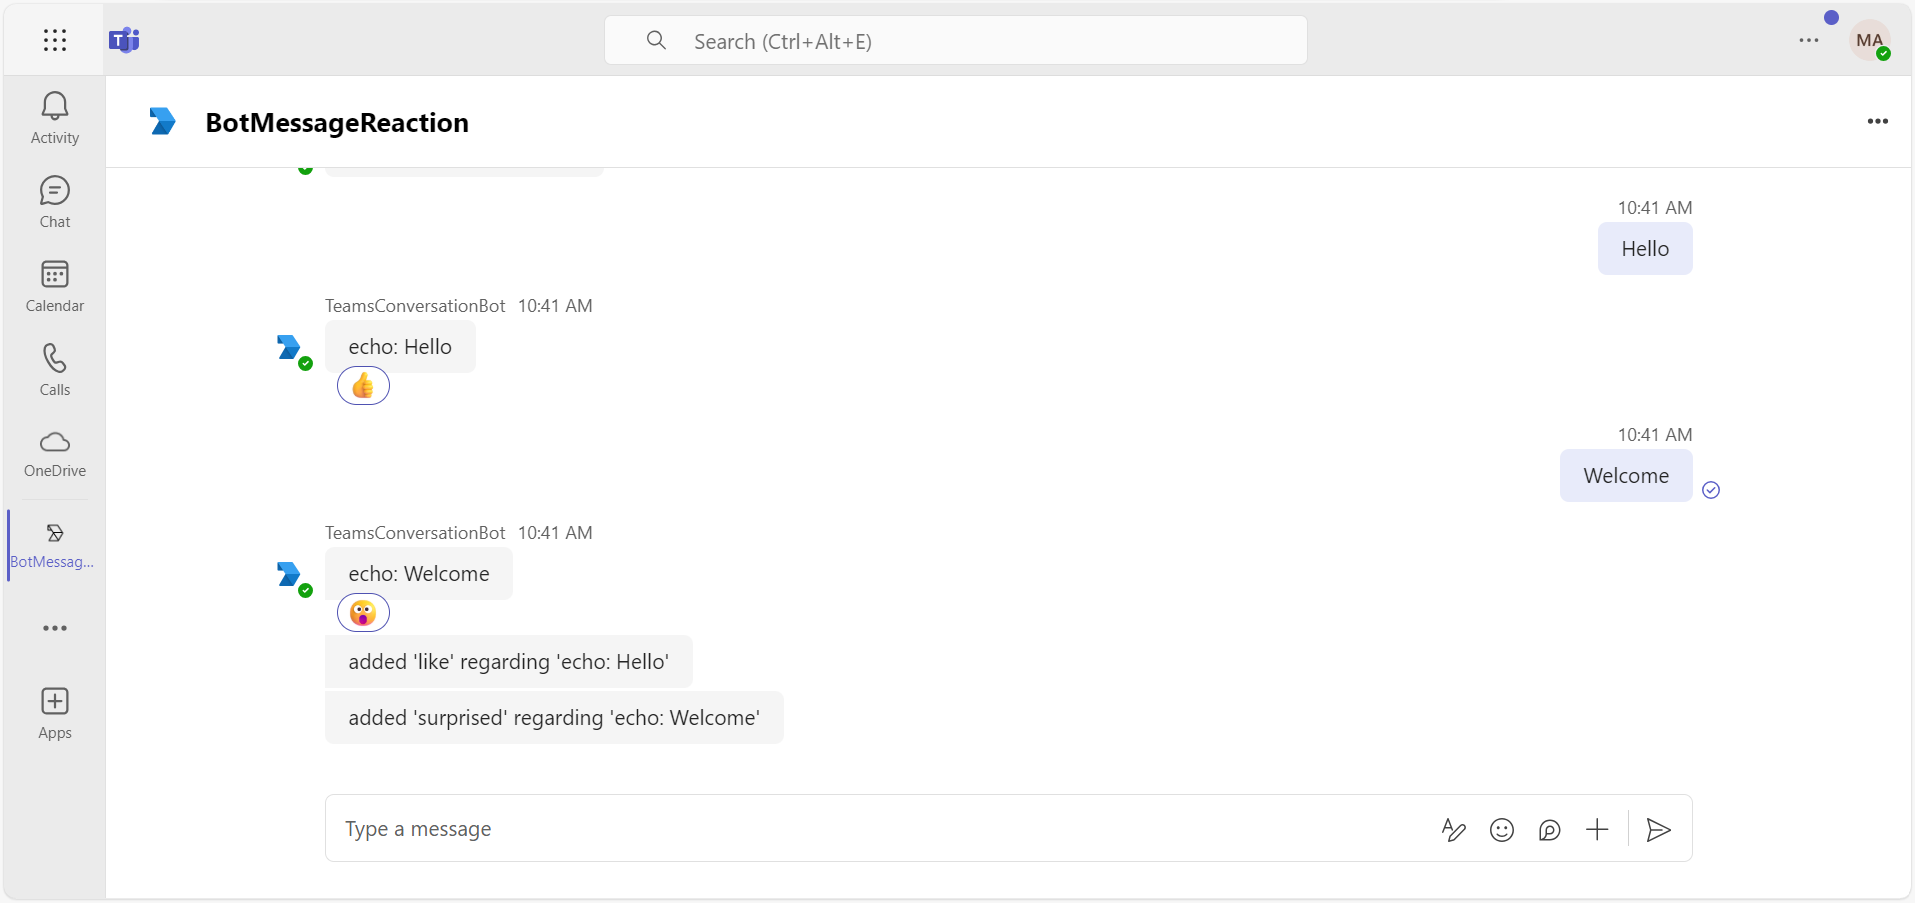 Search (Ctrl+Alt+E)
MA
Activity
Chat
Calendar
Calls
OneDrive
BotMessag...
Apps
BotMessageReaction
10:41 AM
Hello
TeamsConversationBot 10:41 AM
echo: Hello
10:41 AM
Welcome
TeamsConversationBot 10:41 AM
echo: Welcome
added 'like' regarding 'echo: Hello'
added 'surprised' regarding 'echo: Welcome'
Type a message